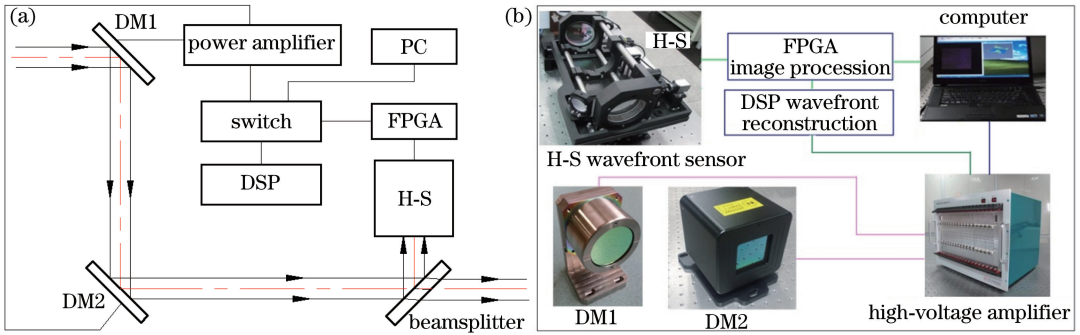 (a)
DM1
power amplifier
PC
switch
FPGA
DSP
H-S
DM2
beamsplitter
(b)
computer
H-S
FPGA
image procession
DSP wavefront
reconstruction
H-S wavefront sensor
DM1
DM2
high-voltage amplifier